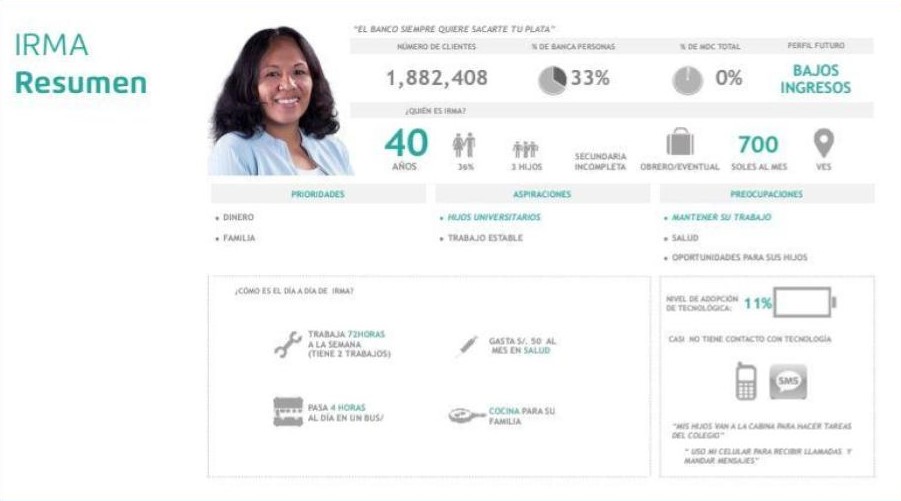 IRMA
Resumen
"EL BANCO SIEMPRE QUIERE SACARTE TU PLATA"
NÚMERO DE CLIENTES
% DE BANCA PERSONAS
% DE MDC TOTAL
PERFIL FUTURO
1,882,408
33%
0%
BAJOS
INGRESOS
¿QUIÉN ES IRMA?
40
AÑOS
36%
3 HIJOS
SECUNDARIA
INCOMPLETA
OBRERO/EVENTUAL
700
SOLES AL MES
VES
PRIORIDADES
ASPIRACIONES
PREOCUPACIONES
• DINERO
• HIJOS UNIVERSITARIOS
• MANTENER SU TRABAJO
• FAMILIA
• TRABAJO ESTABLE
• SALUD
• OPORTUNIDADES PARA SUS HIJOS
¿CÓMO ES EL DÍA A DÍA DE IRMA?
TRABAJA 72HORAS
A LA SEMANA
(TIENE 2 TRABAJOS)
GASTA S/. 50 AL
MES EN SALUD
PASA 4 HORAS
AL DÍA EN UN BUS/
COCINA PARA SU
FAMILIA
NIVEL DE ADOPCIÓN
DE TECNOLÓGICA:
11%
CASI NO TIENE CONTACTO CON TECNOLOGÍA
SMS
"MIS HIJOS VAN A LA CABINA PARA HACER TAREAS
DEL COLEGIO"
" USO MI CELULAR PARA RECIBIR LLAMADAS Y
MANDAR MENSAJES"